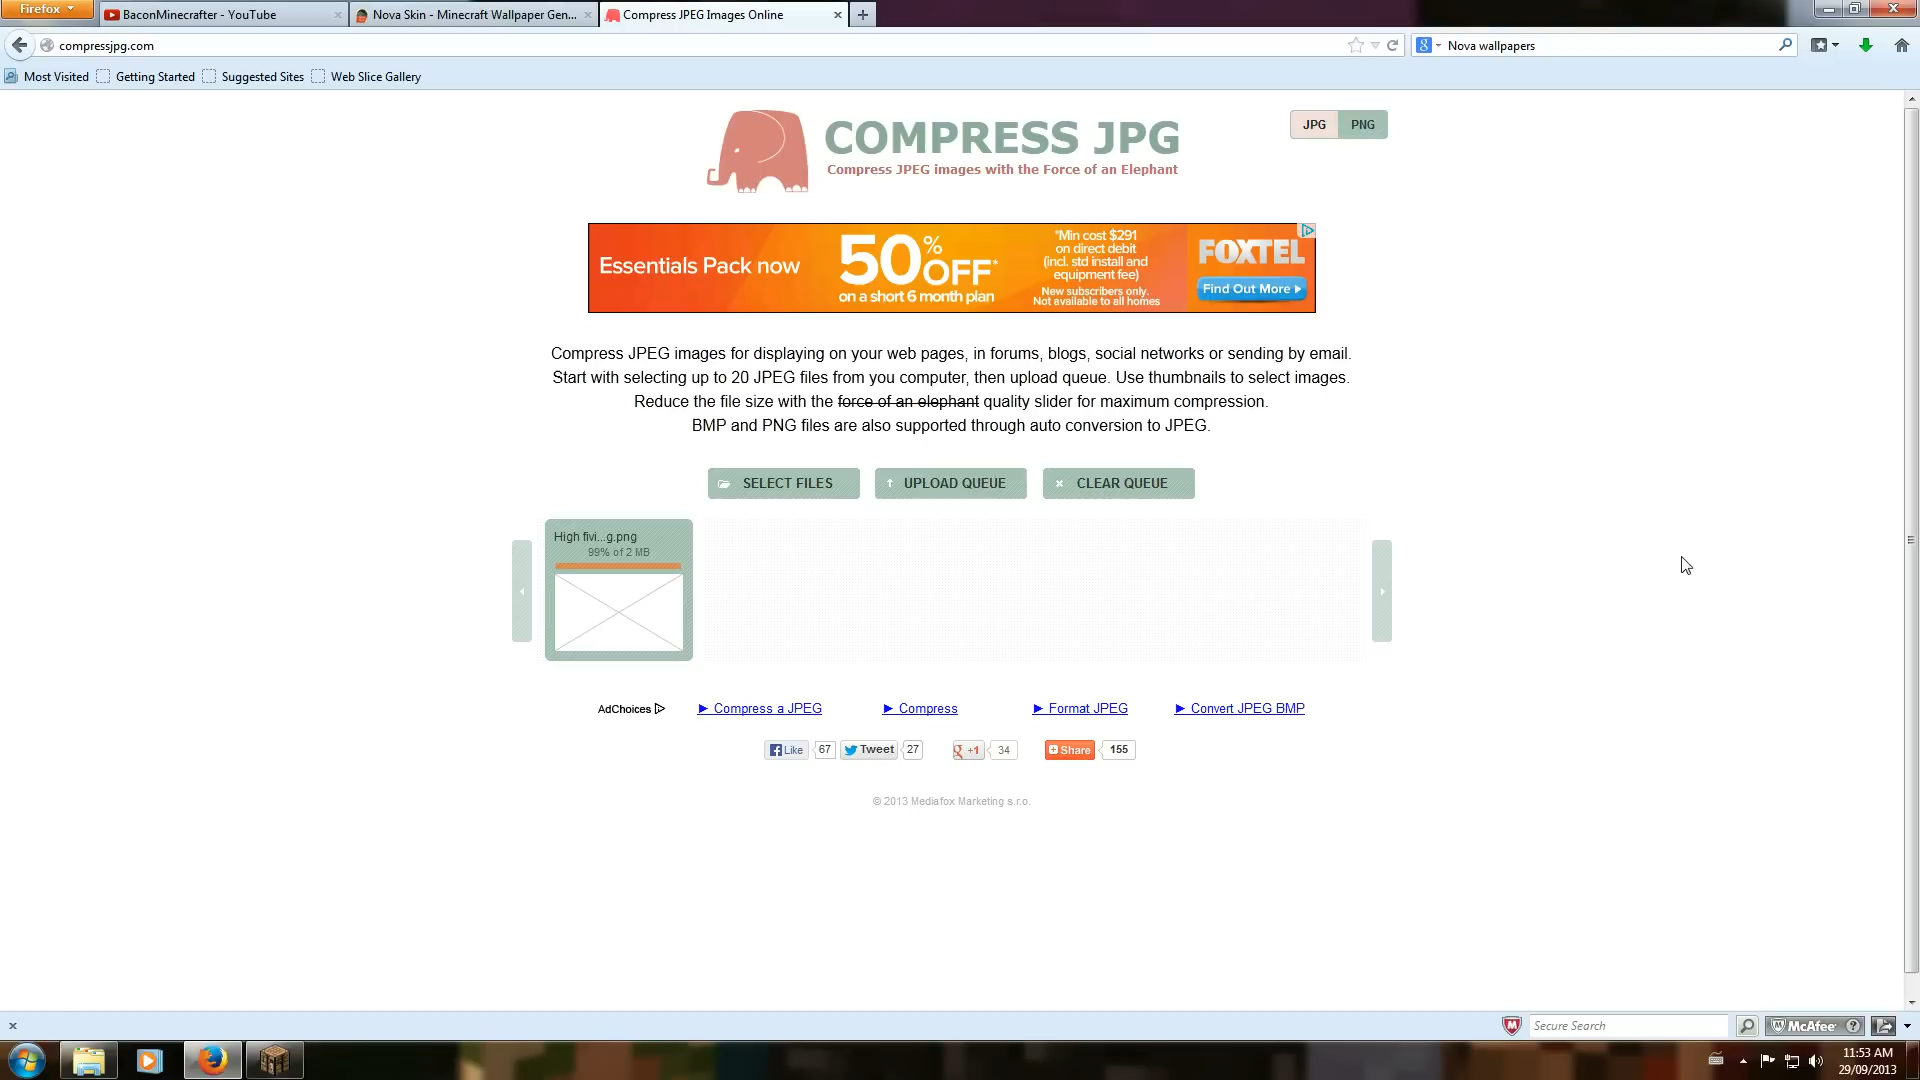 Firefox
BaconMinecrafter - YouTube
Nova Skin - Minecraft Wallpaper Gen...
Compress JPEG Images Online
compressjpg.com
Nova wallpapers
Most Visited
Getting Started
Suggested Sites
Web Slice Gallery
COMPRESS JPG
Compress JPEG images with the Force of an Elephant
JPG
PNG
Essentials Pack now
50% OFF*
on a short 6 month plan
*Min cost $291
on direct debit
(incl. std install and
equipment fee)
New subscribers only.
Not available to all homes
FOXTEL
Find Out More
Compress JPEG images for displaying on your web pages, in forums, blogs, social networks or sending by email.
Start with selecting up to 20 JPEG files from you computer, then upload queue. Use thumbnails to select images.
Reduce the file size with the force of an elephant quality slider for maximum compression.
BMP and PNG files are also supported through auto conversion to JPEG.
SELECT FILES
UPLOAD QUEUE
CLEAR QUEUE
High fivi...g.png
99% of 2 MB
AdChoices
Compress a JPEG
Compress
Format JPEG
Convert JPEG BMP
Like
67
Tweet
27
+1
34
Share
155
© 2013 Mediafox Marketing s.r.o.
Secure Search
McAfee
11:53 AM
29/09/2013